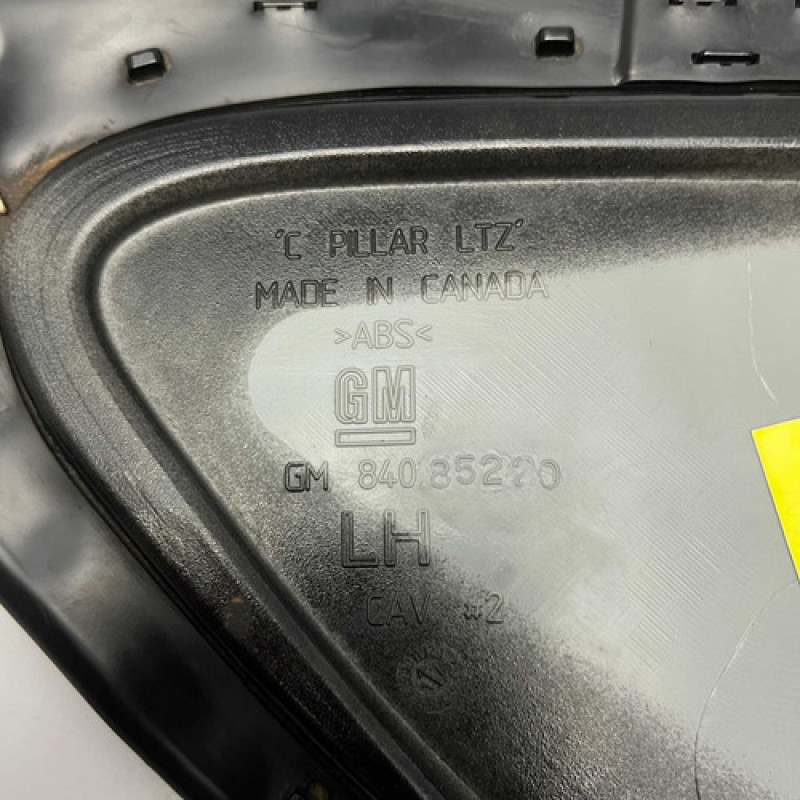 'C PILLAR LTZ'
MADE IN CANADA
>ABS<
GM
GM 84085220
LH
CAV #2